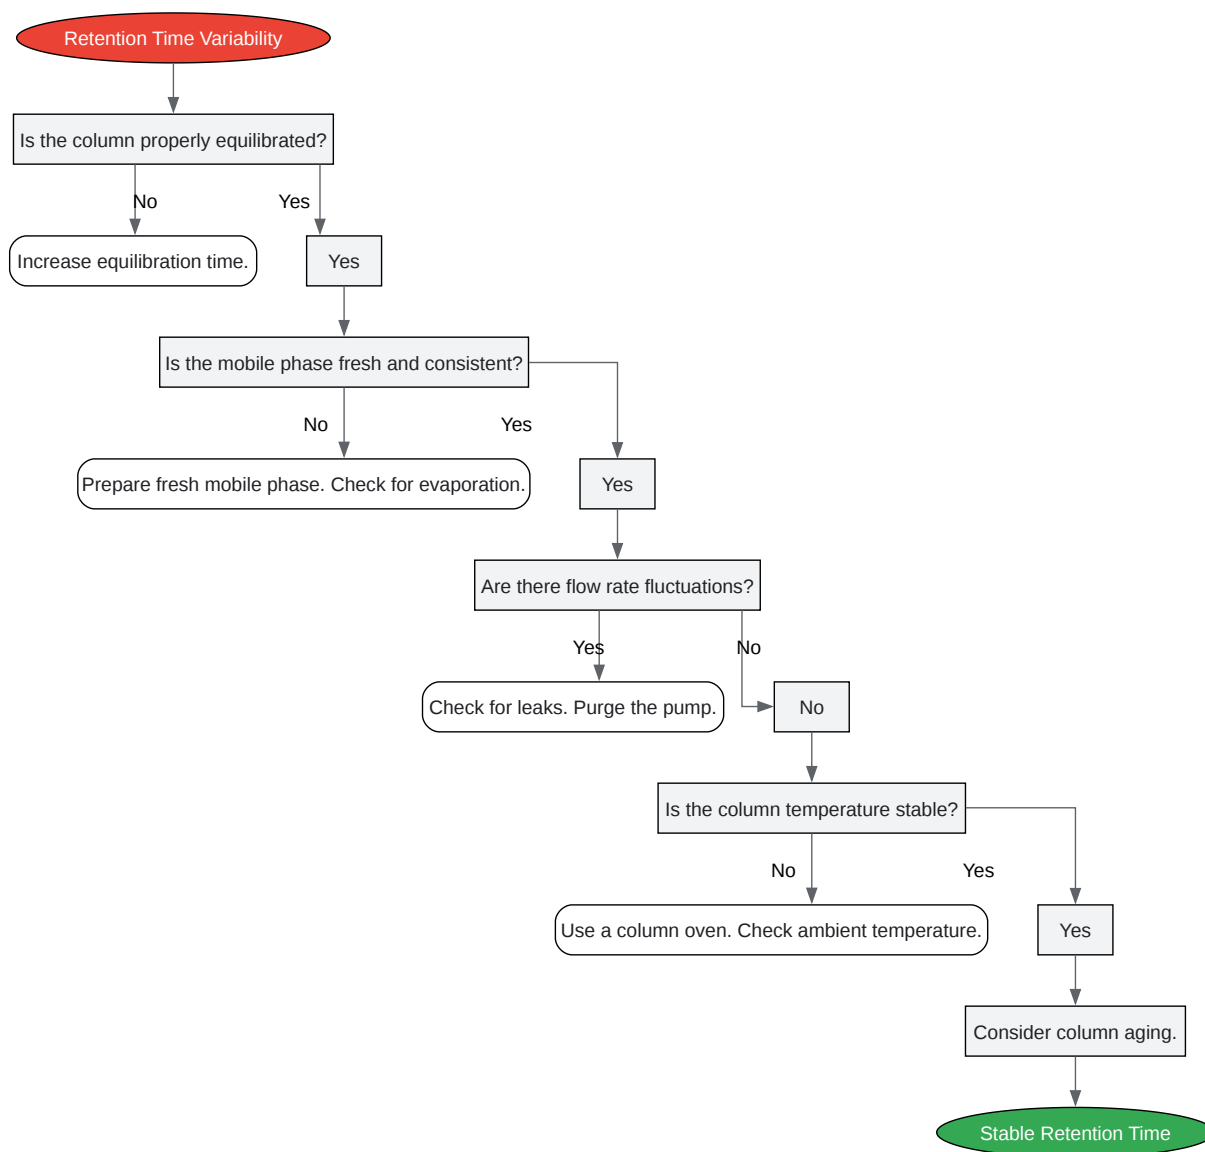 Retention Time Variability
Is the column properly equilibrated?
No
Yes
Increase equilibration time.
Yes
Is the mobile phase fresh and consistent?
No
Yes
Prepare fresh mobile phase. Check for evaporation.
Yes
Are there flow rate fluctuations?
Yes
No
Check for leaks. Purge the pump.
No
Is the column temperature stable?
No
Yes
Use a column oven. Check ambient temperature.
Yes
Consider column aging.
Stable Retention Time